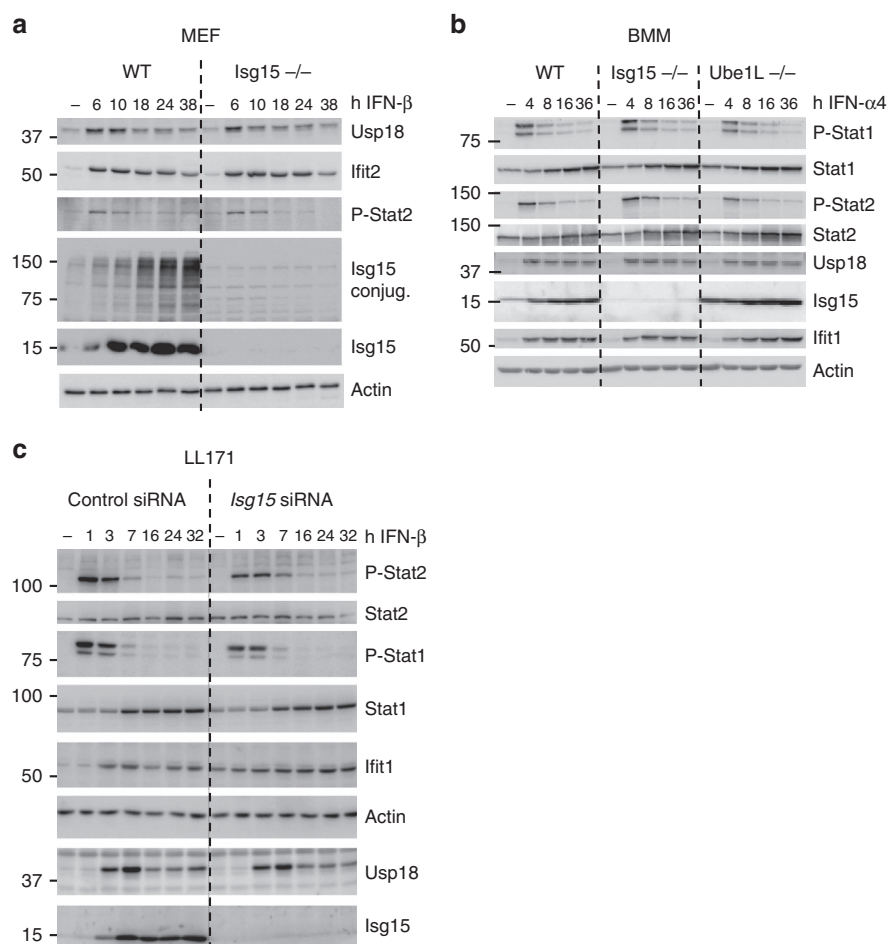 a
MEF
WT Isg15 –/–
– 6 10 18 24 38 – 6 10 18 24 38 h IFN-β
37 Usp18
50 Ifit2
P-Stat2
150 Isg15
conjug.
75
15 Isg15
Actin
b
BMM
WT Isg15 –/– Ube1L –/–
– 4 8 16 36 – 4 8 16 36 – 4 8 16 36 h IFN-α4
P-Stat1
75
Stat1
150 P-Stat2
150 Stat2
Usp18
37
15 Isg15
Ifit1
50
Actin
c
LL171
Control siRNA Isg15 siRNA
– 1 3 7 16 24 32 – 1 3 7 16 24 32 h IFN-β
P-Stat2
100
Stat2
P-Stat1
75
100
Stat1
Ifit1
50
Actin
Usp18
37
Isg15
15